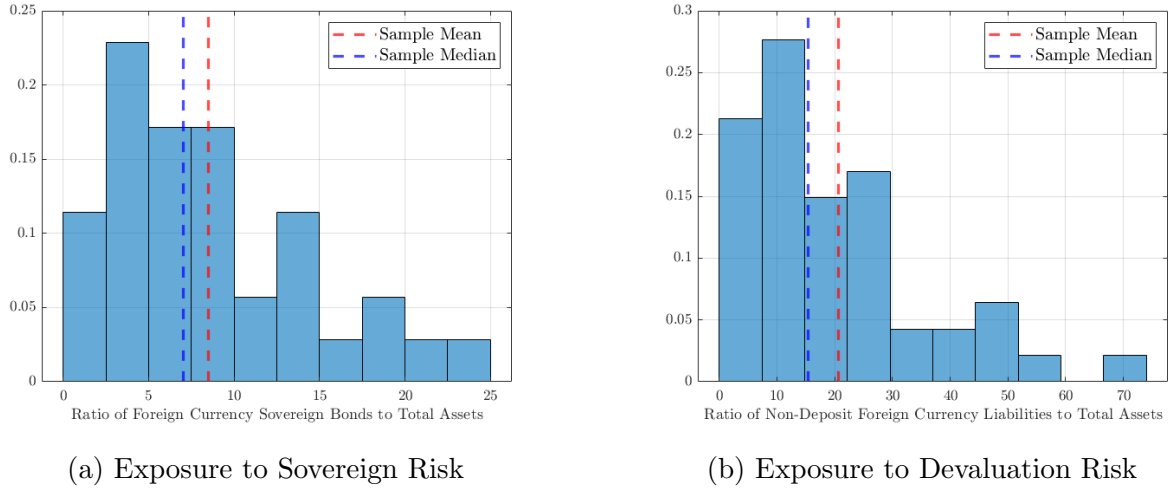 0.25
0.2
0.15
0.1
0.05
0
0 5 10 15 20 25
Sample Mean
Sample Median
Ratio of Foreign Currency Sovereign Bonds to Total Assets
(a) Exposure to Sovereign Risk
0.3
0.25
0.2
0.15
0.1
0.05
0
0 10 20 30 40 50 60 70
Sample Mean
Sample Median
Ratio of Non-Deposit Foreign Currency Liabilities to Total Assets
(b) Exposure to Devaluation Risk